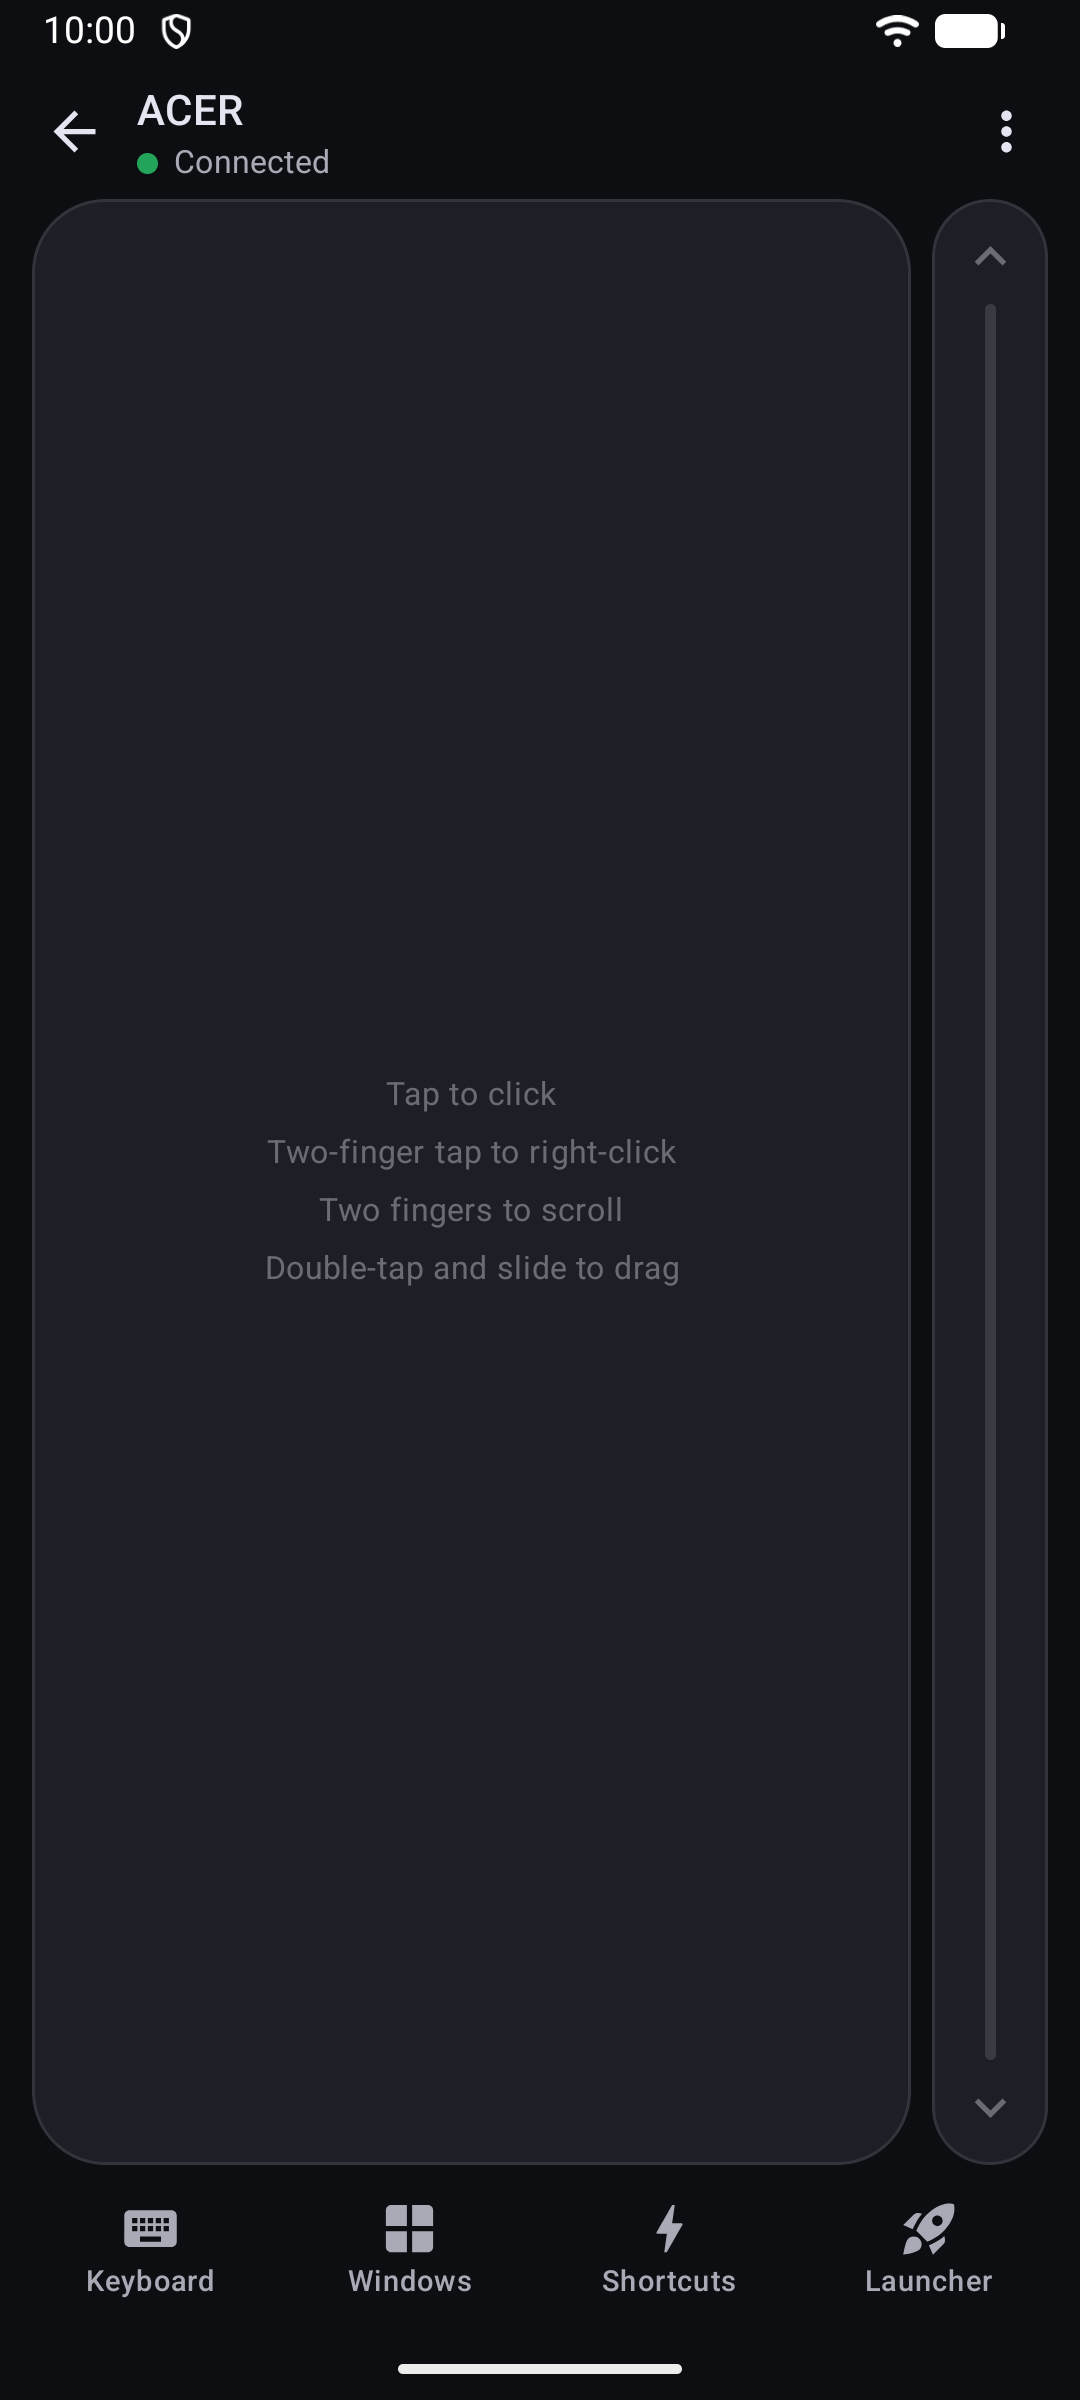 10:00
ACER
Connected
Tap to click
Two-finger tap to right-click
Two fingers to scroll
Double-tap and slide to drag
Keyboard
Windows
Shortcuts
Launcher